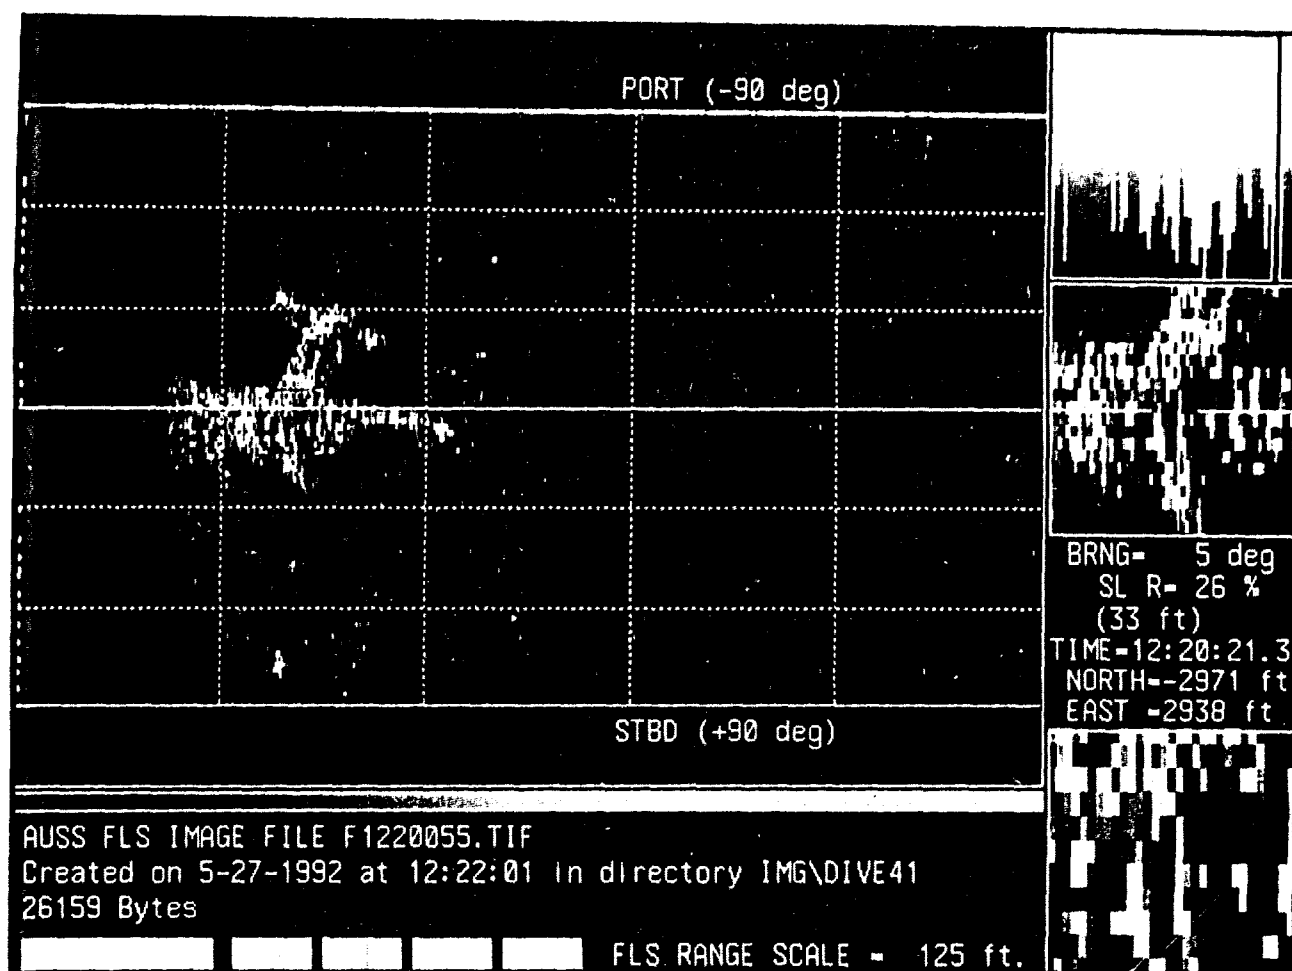 PORT (-90 deg)
BRNG= 5 deg
SL R= 26 %
(33 ft)
TIME=12:20:21.3
NORTH=-2971 ft
EAST =2938 ft
STBD (+90 deg)
AUSS FLS IMAGE FILE F1220055.TIF
Created on 5-27-1992 at 12:22:01 in directory IMG\DIVE41
26159 Bytes
FLS RANGE SCALE = 125 ft.